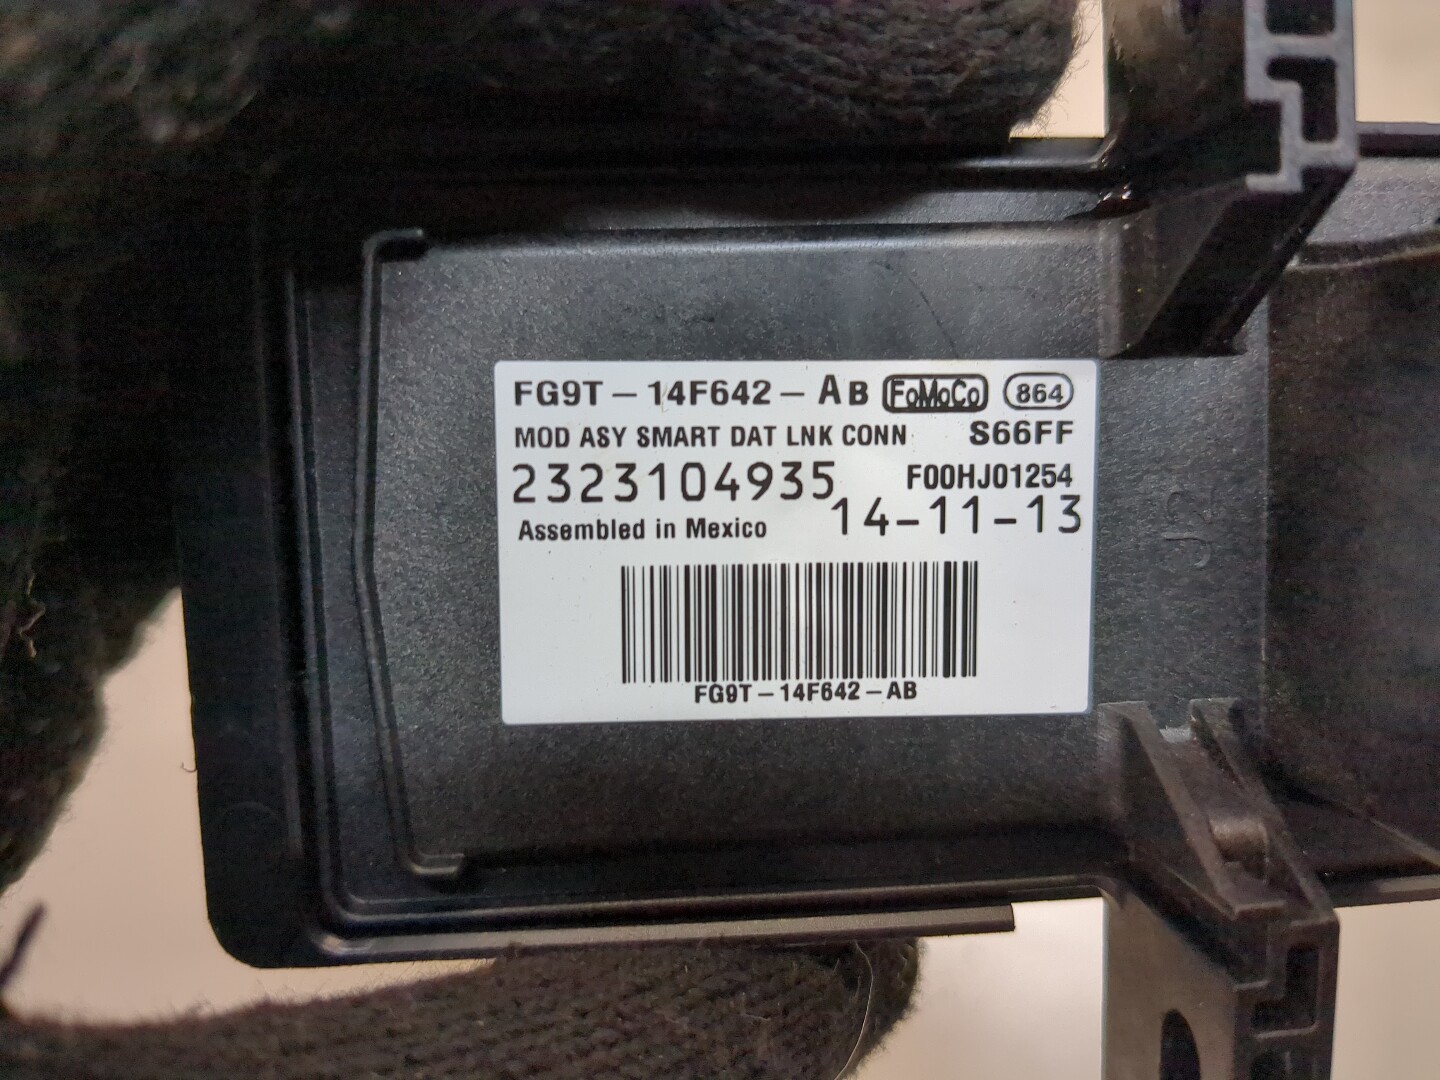 FG9T - 14F642 - AB FoMoCo 864
MOD ASY SMART DAT LNK CONN S66FF
2323104935 F00HJ01254
Assembled in Mexico 14-11-13
FG9T - 14F642 - AB